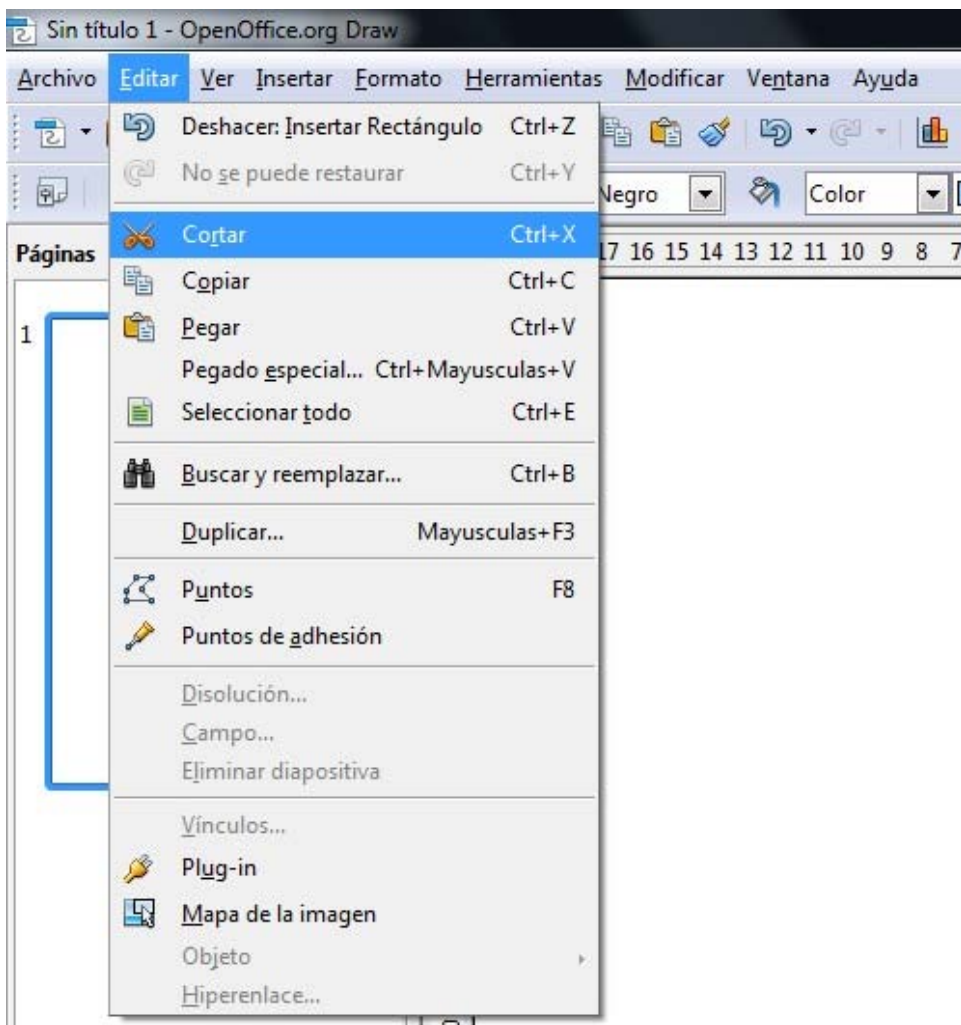 Sin título 1 - OpenOffice.org Draw
Archivo Editar Ver Insertar Formato Herramientas Modificar Ventana Ayuda
Deshacer: Insertar Rectángulo Ctrl+Z
No se puede restaurar Ctrl+Y
Negro Color
Cortar Ctrl+X
Páginas 17 16 15 14 13 12 11 10 9 8 7
Copiar Ctrl+C
1 Pegar Ctrl+V
Pegado especial... Ctrl+Mayusculas+V
Seleccionar todo Ctrl+E
Buscar y reemplazar... Ctrl+B
Duplicar... Mayusculas+F3
Puntos F8
Puntos de adhesión
Disolución...
Campo...
Eliminar diapositiva
Vínculos...
Plug-in
Mapa de la imagen
Objeto
Hiperenlace...